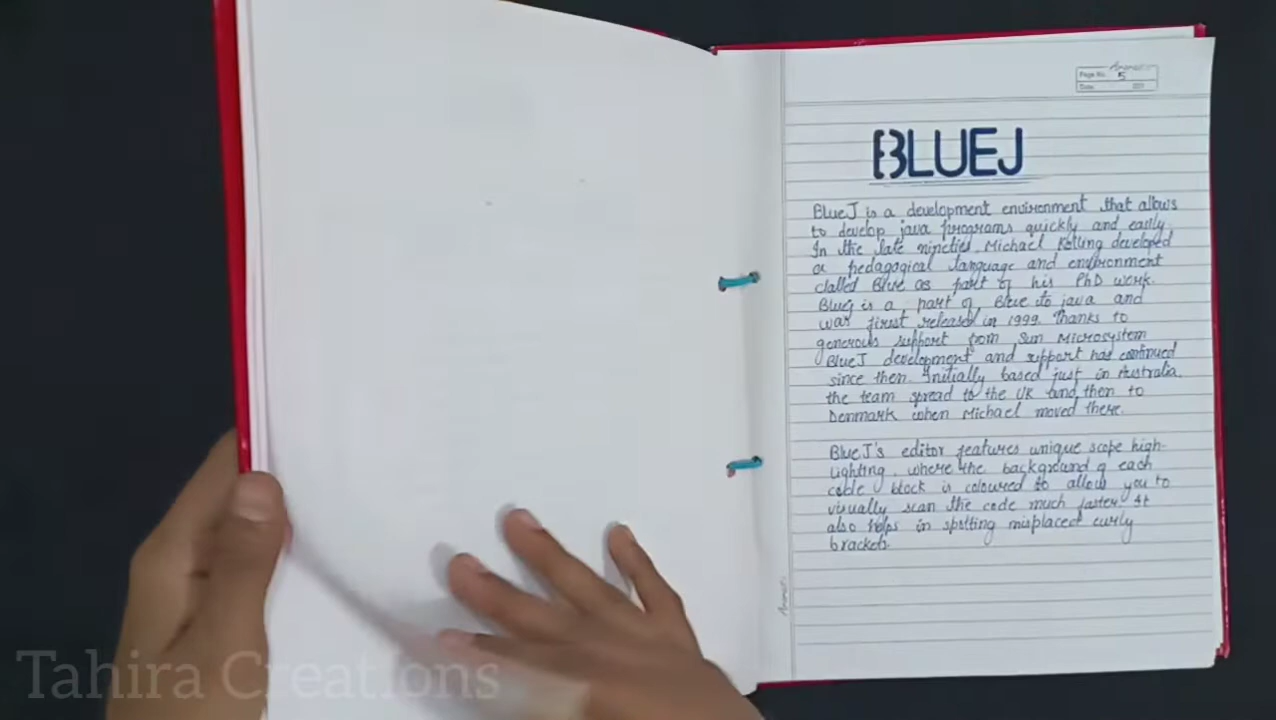 Page No. 5
Date:
BLUEJ
BlueJ is a development environment that allows
to develop java programs quickly and easily.
In the late nineties Michael Kolling developed
a pedagogical language and environment
clalled Blue as part of his PhD work.
Bluej is a part of Blue to java and
was first released in 1999. Thanks to
generous support from Sun Microsystem
BlueJ development and support has continued
since then. Initially based just in Australia,
the team spread to the UK and then to
Denmark when Michael moved there.
BlueJ's editor features unique scope high-
lighting, where the background of each
code block is coloured to allow you to
visually scan the code much faster. It
also helps in spotting misplaced curly
brackets.
Tahira Creations